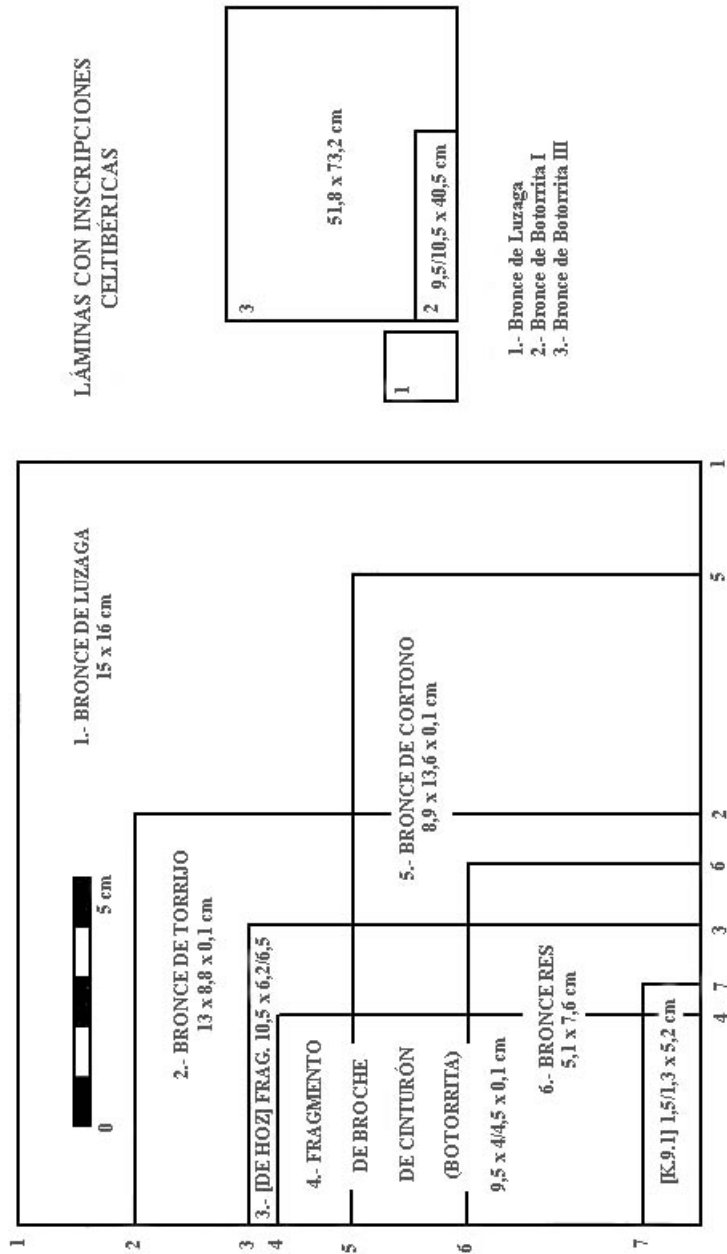 LÁMINAS CON INSCRIPCIONES
CELTIBÉRICAS
1
2
3
4
5
6
7
1.- BRONCE DE LUZAGA
15 x 16 cm
0
5 cm
2.- BRONCE DE TORRIJO
13 x 8,8 x 0,1 cm
3.- [DE HOZ] FRAG. 10,5 x 6,2/6,5
4.- FRAGMENTO
DE BROCHE
DE CINTURÓN
(BOTORRITA)
9,5 x 4/4,5 x 0,1 cm
5.- BRONCE DE CORTONO
8,9 x 13,6 x 0,1 cm
6.- BRONCE RES
5,1 x 7,6 cm
[K.9.1] 1,5/1,3 x 5,2 cm
4
7
3
6
2
5
1
3
51,8 x 73,2 cm
1
2
9,5/10,5 x 40,5 cm
1.- Bronce de Luzaga
2.- Bronce de Botorrita I
3.- Bronce de Botorrita III